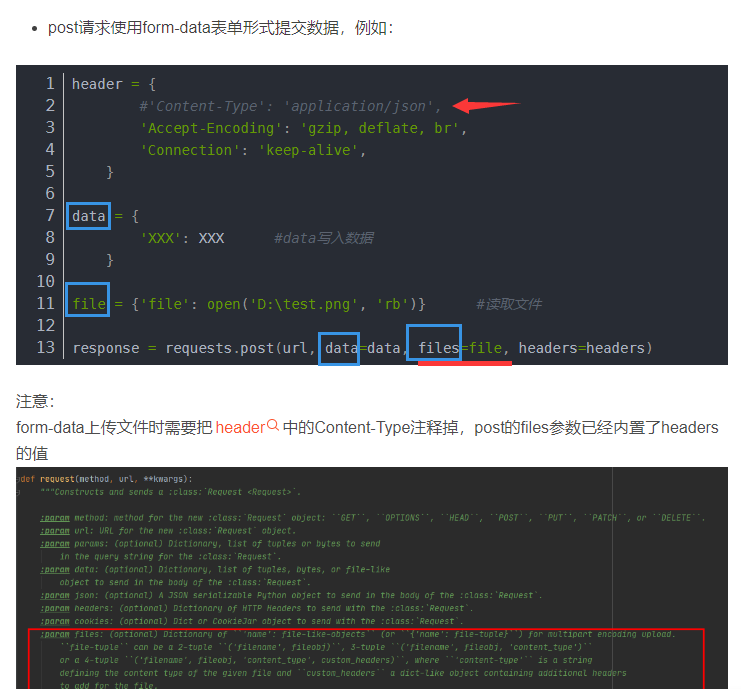 • post请求使用form-data表单形式提交数据，例如：
1 header = {
2 #'Content-Type': 'application/json',
3 'Accept-Encoding': 'gzip, deflate, br',
4 'Connection': 'keep-alive',
5 }
6
7 data = {
8 'XXX': XXX #data写入数据
9 }
10
11 file = {'file': open('D:\test.png', 'rb')} #读取文件
12
13 response = requests.post(url, data=data, files=file, headers=headers)
注意：
form-data上传文件时需要把 header 中的Content-Type注释掉，post的files参数已经内置了headers
的值
def request(method, url, **kwargs):
"""Constructs and sends a :class:`Request <Request>`.
:param method: method for the new :class:`Request` object: ``GET``, ``OPTIONS``, ``HEAD``, ``POST``, ``PUT``, ``PATCH``, or ``DELETE``.
:param url: URL for the new :class:`Request` object.
:param params: (optional) Dictionary, list of tuples or bytes to send
in the query string for the :class:`Request`.
:param data: (optional) Dictionary, list of tuples, bytes, or file-like
object to send in the body of the :class:`Request`.
:param json: (optional) A JSON serializable Python object to send in the body of the :class:`Request`.
:param headers: (optional) Dictionary of HTTP Headers to send with the :class:`Request`.
:param cookies: (optional) Dict or CookieJar object to send with the :class:`Request`.
:param files: (optional) Dictionary of ``'name': file-like-objects`` (or ``{'name': file-tuple}``) for multipart encoding upload.
``file-tuple`` can be a 2-tuple ``('filename', fileobj)``, 3-tuple ``('filename', fileobj, 'content_type')``
or a 4-tuple ``('filename', fileobj, 'content_type', custom_headers)``, where ``'content-type'`` is a string
defining the content type of the given file and ``custom_headers`` a dict-like object containing additional headers
to add for the file.